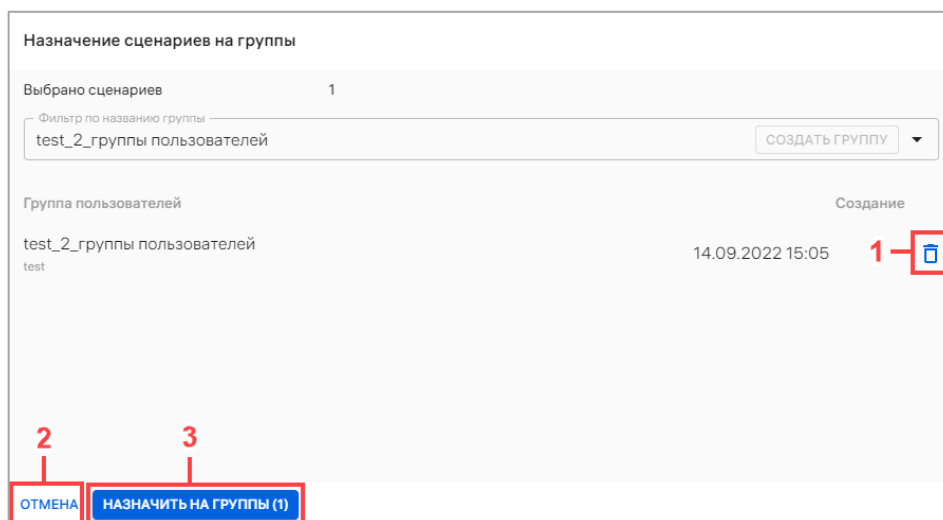 Назначение сценариев на группы
Выбрано сценариев 1
Фильтр по названию группы
test_2_группы пользователей СОЗДАТЬ ГРУППУ
Группа пользователей Создание
test_2_группы пользователей 14.09.2022 15:05 1
test
2 3
ОТМЕНА НАЗНАЧИТЬ НА ГРУППЫ (1)